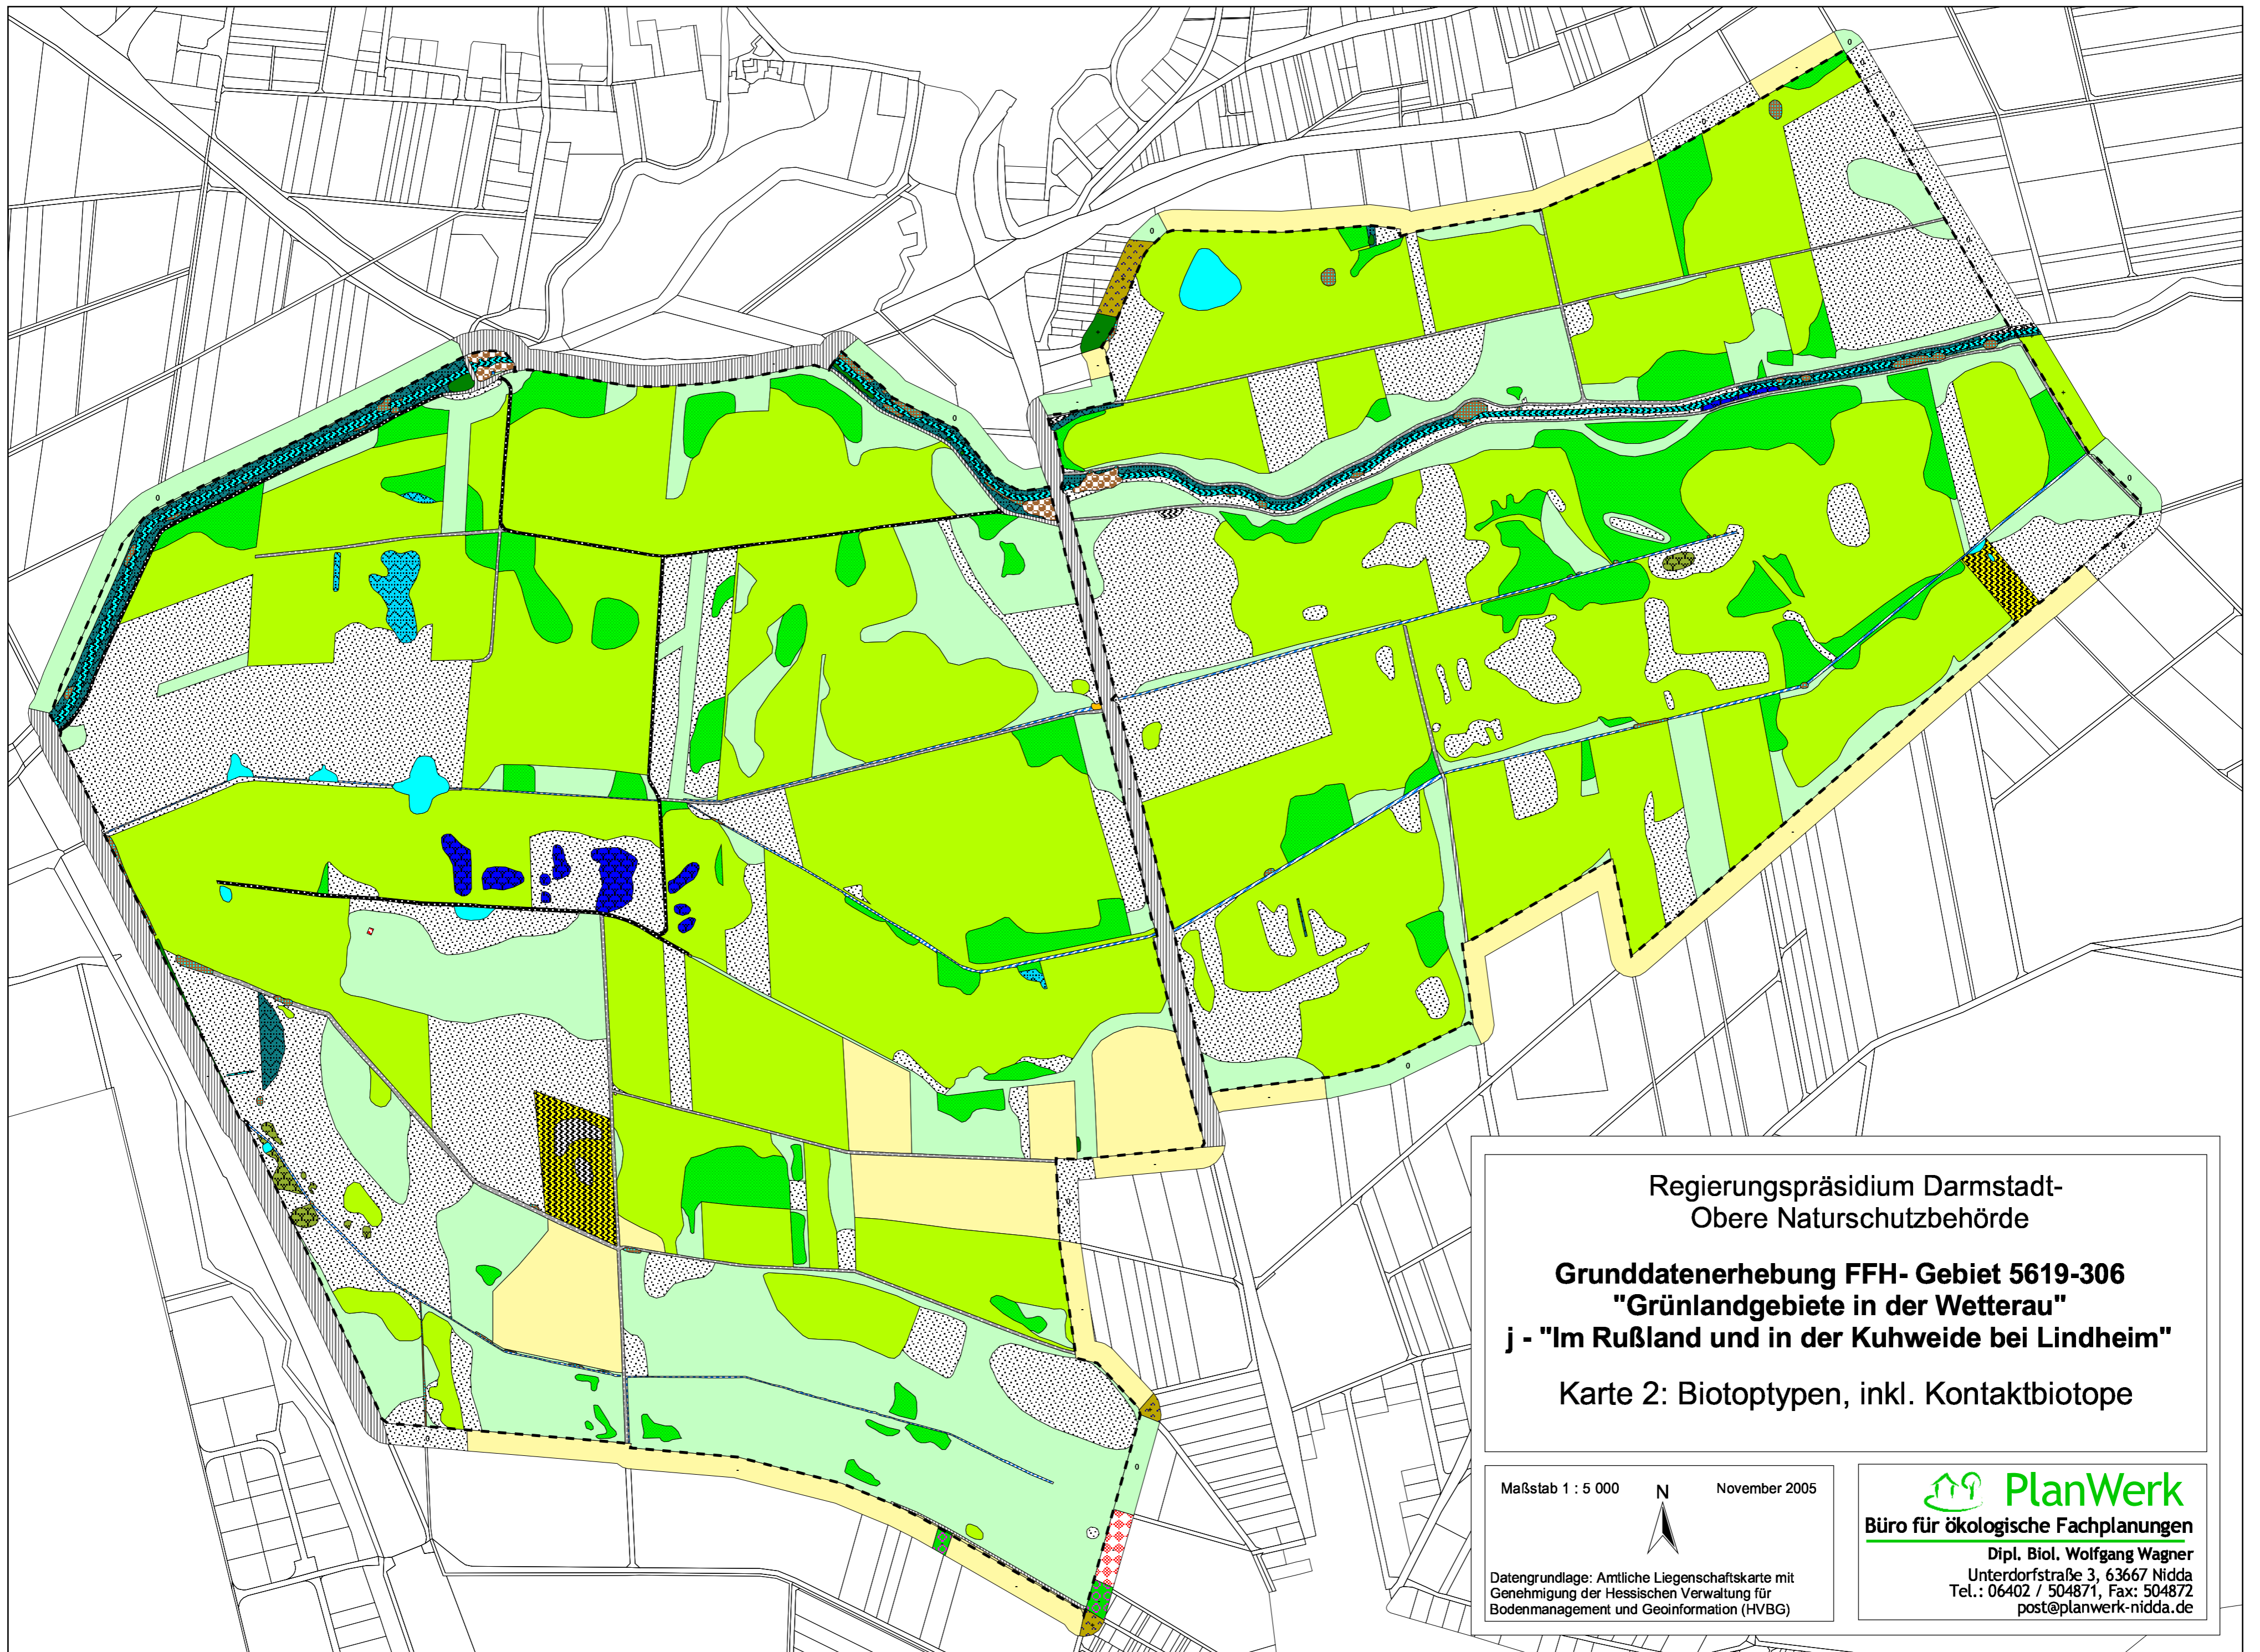 Regierungspräsidium Darmstadt-
Obere Naturschutzbehörde
Grunddatenerhebung FFH- Gebiet 5619-306
"Grünlandgebiete in der Wetterau"
j - "Im Rußland und in der Kuhweide bei Lindheim"
Karte 2: Biotoptypen, inkl. Kontaktbiotope
Maßstab 1 : 5 000
N
November 2005
Datengrundlage: Amtliche Liegenschaftskarte mit
Genehmigung der Hessischen Verwaltung für
Bodenmanagement und Geoinformation (HVBG)
PlanWerk
Büro für ökologische Fachplanungen
Dipl. Biol. Wolfgang Wagner
Unterdorfstraße 3, 63667 Nidda
Tel.: 06402 / 504871, Fax: 504872
post@planwerk-nidda.de